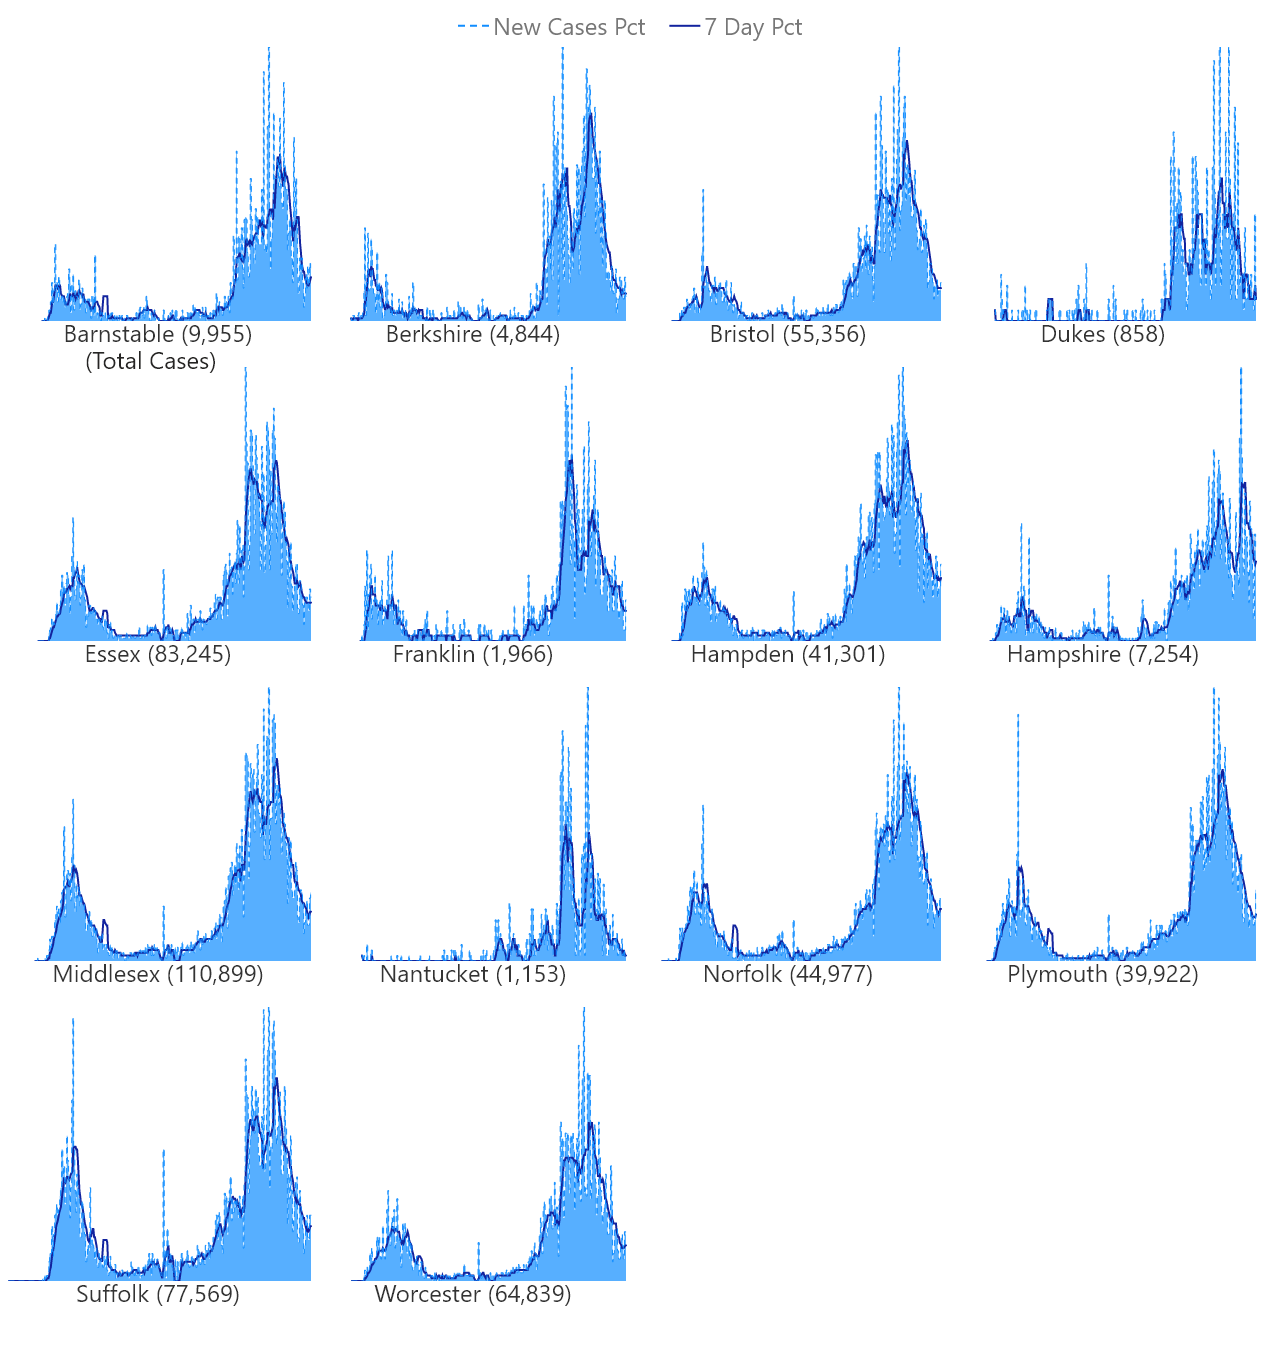 New Cases Pct 7 Day Pct
Barnstable (9,955) Berkshire (4,844) Bristol (55,356) Dukes (858)
(Total Cases)
Essex (83,245) Franklin (1,966) Hampden (41,301) Hampshire (7,254)
Middlesex (110,899) Nantucket (1,153) Norfolk (44,977) Plymouth (39,922)
Suffolk (77,569) Worcester (64,839)